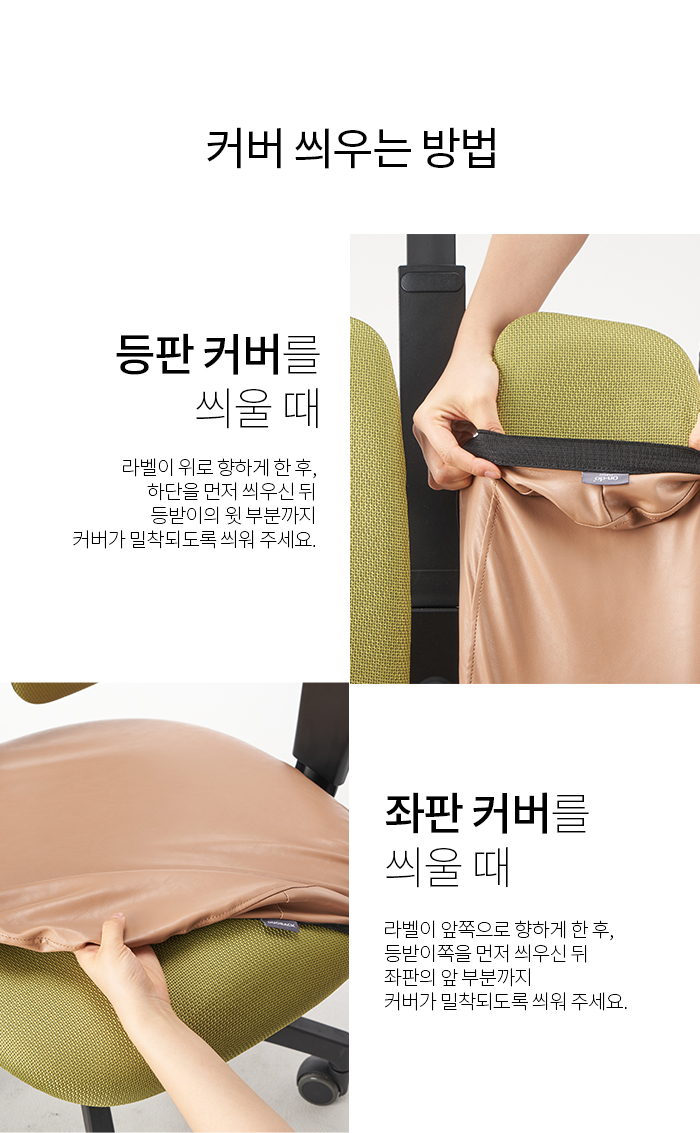 커버 씌우는 방법
등판 커버를
씌울 때
라벨이 위로 향하게 한 후,
하단을 먼저 씌우신 뒤
등받이의 윗 부분까지
커버가 밀착되도록 씌워 주세요.
좌판 커버를
씌울 때
라벨이 앞쪽으로 향하게 한 후,
등받이쪽을 먼저 씌우신 뒤
좌판의 앞 부분까지
커버가 밀착되도록 씌워 주세요.